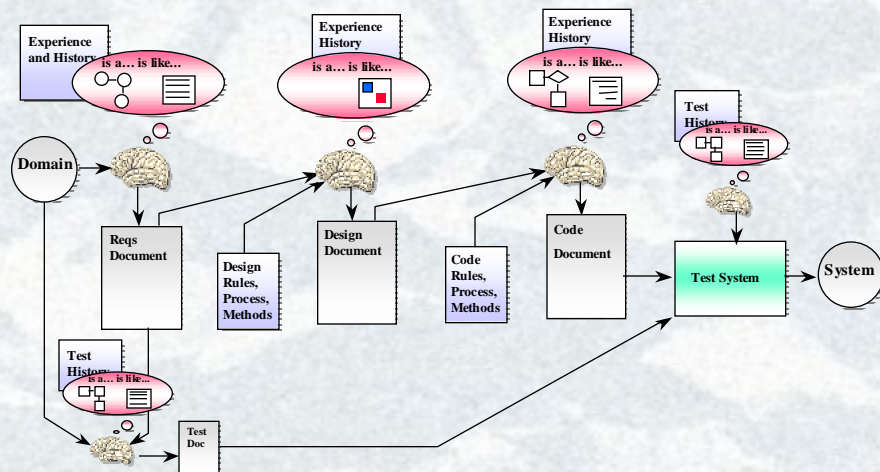 Experience
and History
is a... is like...
Experience
History
is a... is like...
Experience
History
is a... is like...
Test
History
is a... is like...
Domain
Reqs
Document
Design
Rules,
Process,
Methods
Design
Document
Code
Rules,
Process,
Methods
Code
Document
Test System
System
Test
History
is a... is like...
Test
Doc